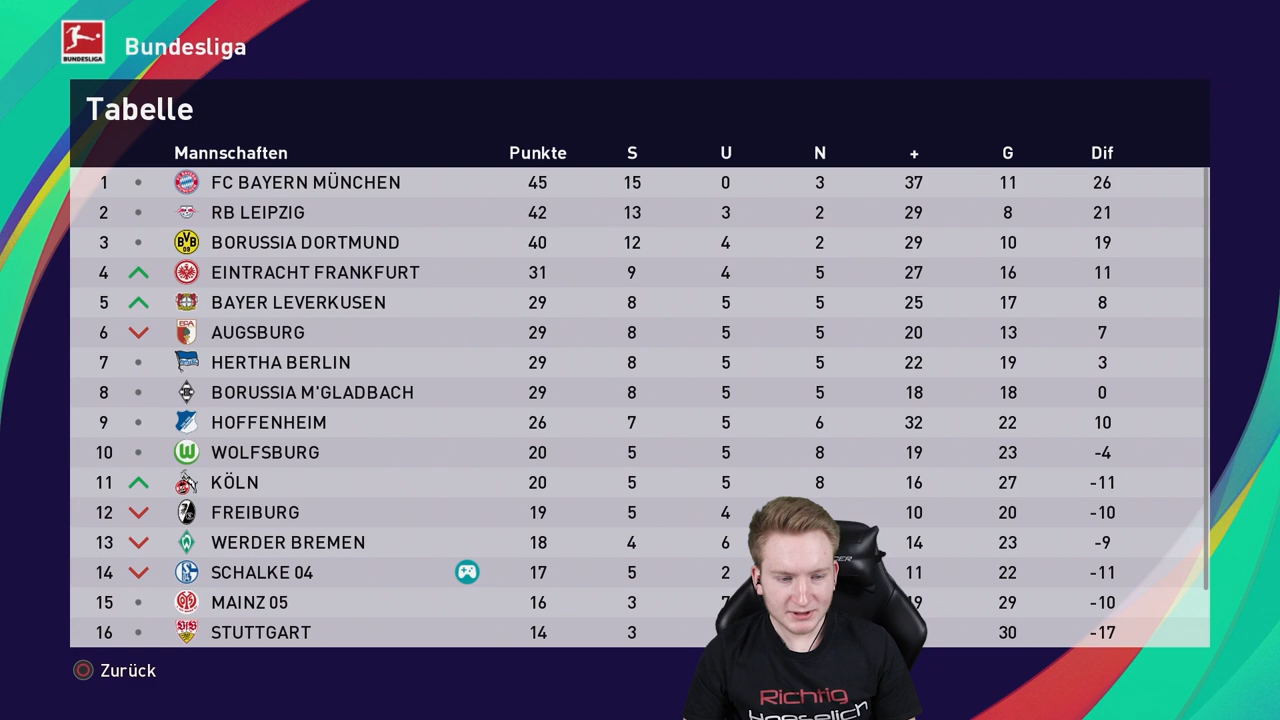 BUNDESLIGA
Bundesliga
Tabelle
Mannschaften Punkte S U N + G Dif
1 FC BAYERN MÜNCHEN 45 15 0 3 37 11 26
2 RB LEIPZIG 42 13 3 2 29 8 21
3 BVB 09 BORUSSIA DORTMUND 40 12 4 2 29 10 19
4 EINTRACHT FRANKFURT 31 9 4 5 27 16 11
5 BAYER LEVERKUSEN 29 8 5 5 25 17 8
6 FCA AUGSBURG 29 8 5 5 20 13 7
7 HERTHA BERLIN 29 8 5 5 22 19 3
8 BORUSSIA M'GLADBACH 29 8 5 5 18 18 0
9 HOFFENHEIM 26 7 5 6 32 22 10
10 WOLFSBURG 20 5 5 8 19 23 -4
11 KÖLN 20 5 5 8 16 27 -11
12 FREIBURG 19 5 4 10 20 -10
13 WERDER BREMEN 18 4 6 14 23 -9
14 SCHALKE 04 17 5 2 11 22 -11
15 MAINZ 05 16 3 29 -10
16 STUTTGART 14 3 30 -17
Zurück
Richtig
Haeselich